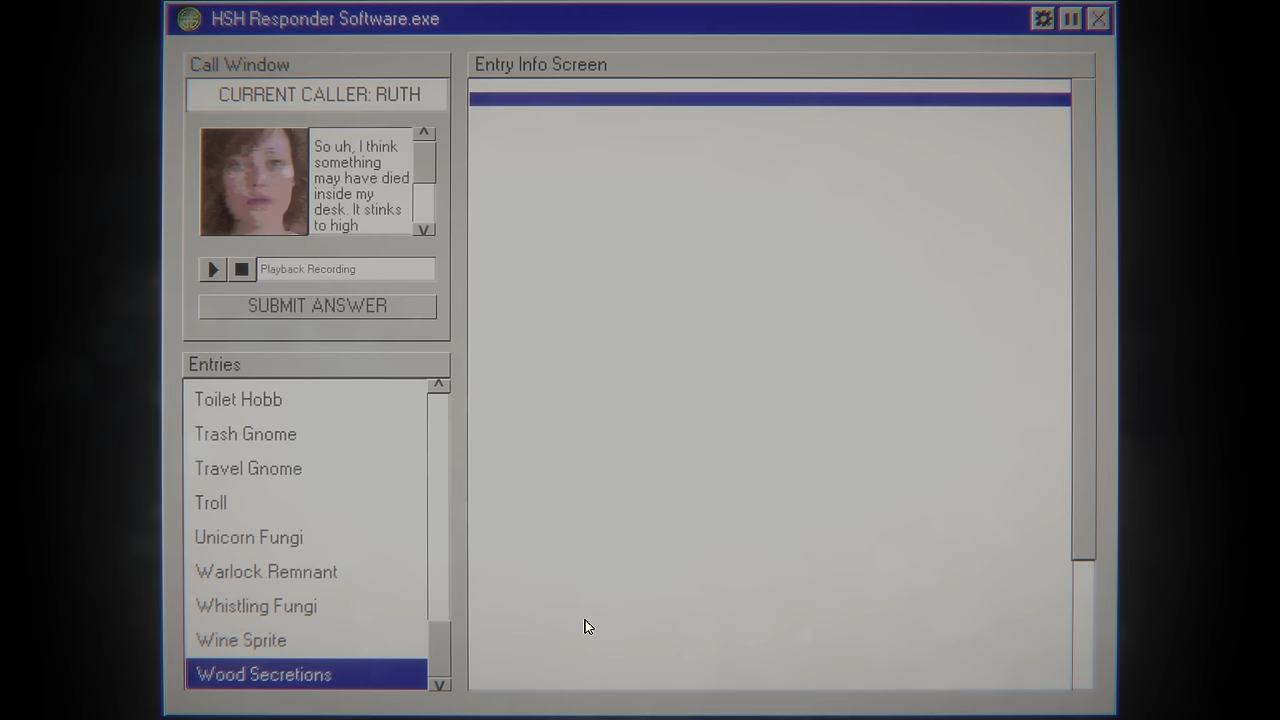 HSH Responder Software.exe
Call Window
CURRENT CALLER: RUTH
So uh, I think
something
may have died
inside my
desk. It stinks
to high
Playback Recording
SUBMIT ANSWER
Entries
Toilet Hobb
Trash Gnome
Travel Gnome
Troll
Unicorn Fungi
Warlock Remnant
Whistling Fungi
Wine Sprite
Wood Secretions
Entry Info Screen